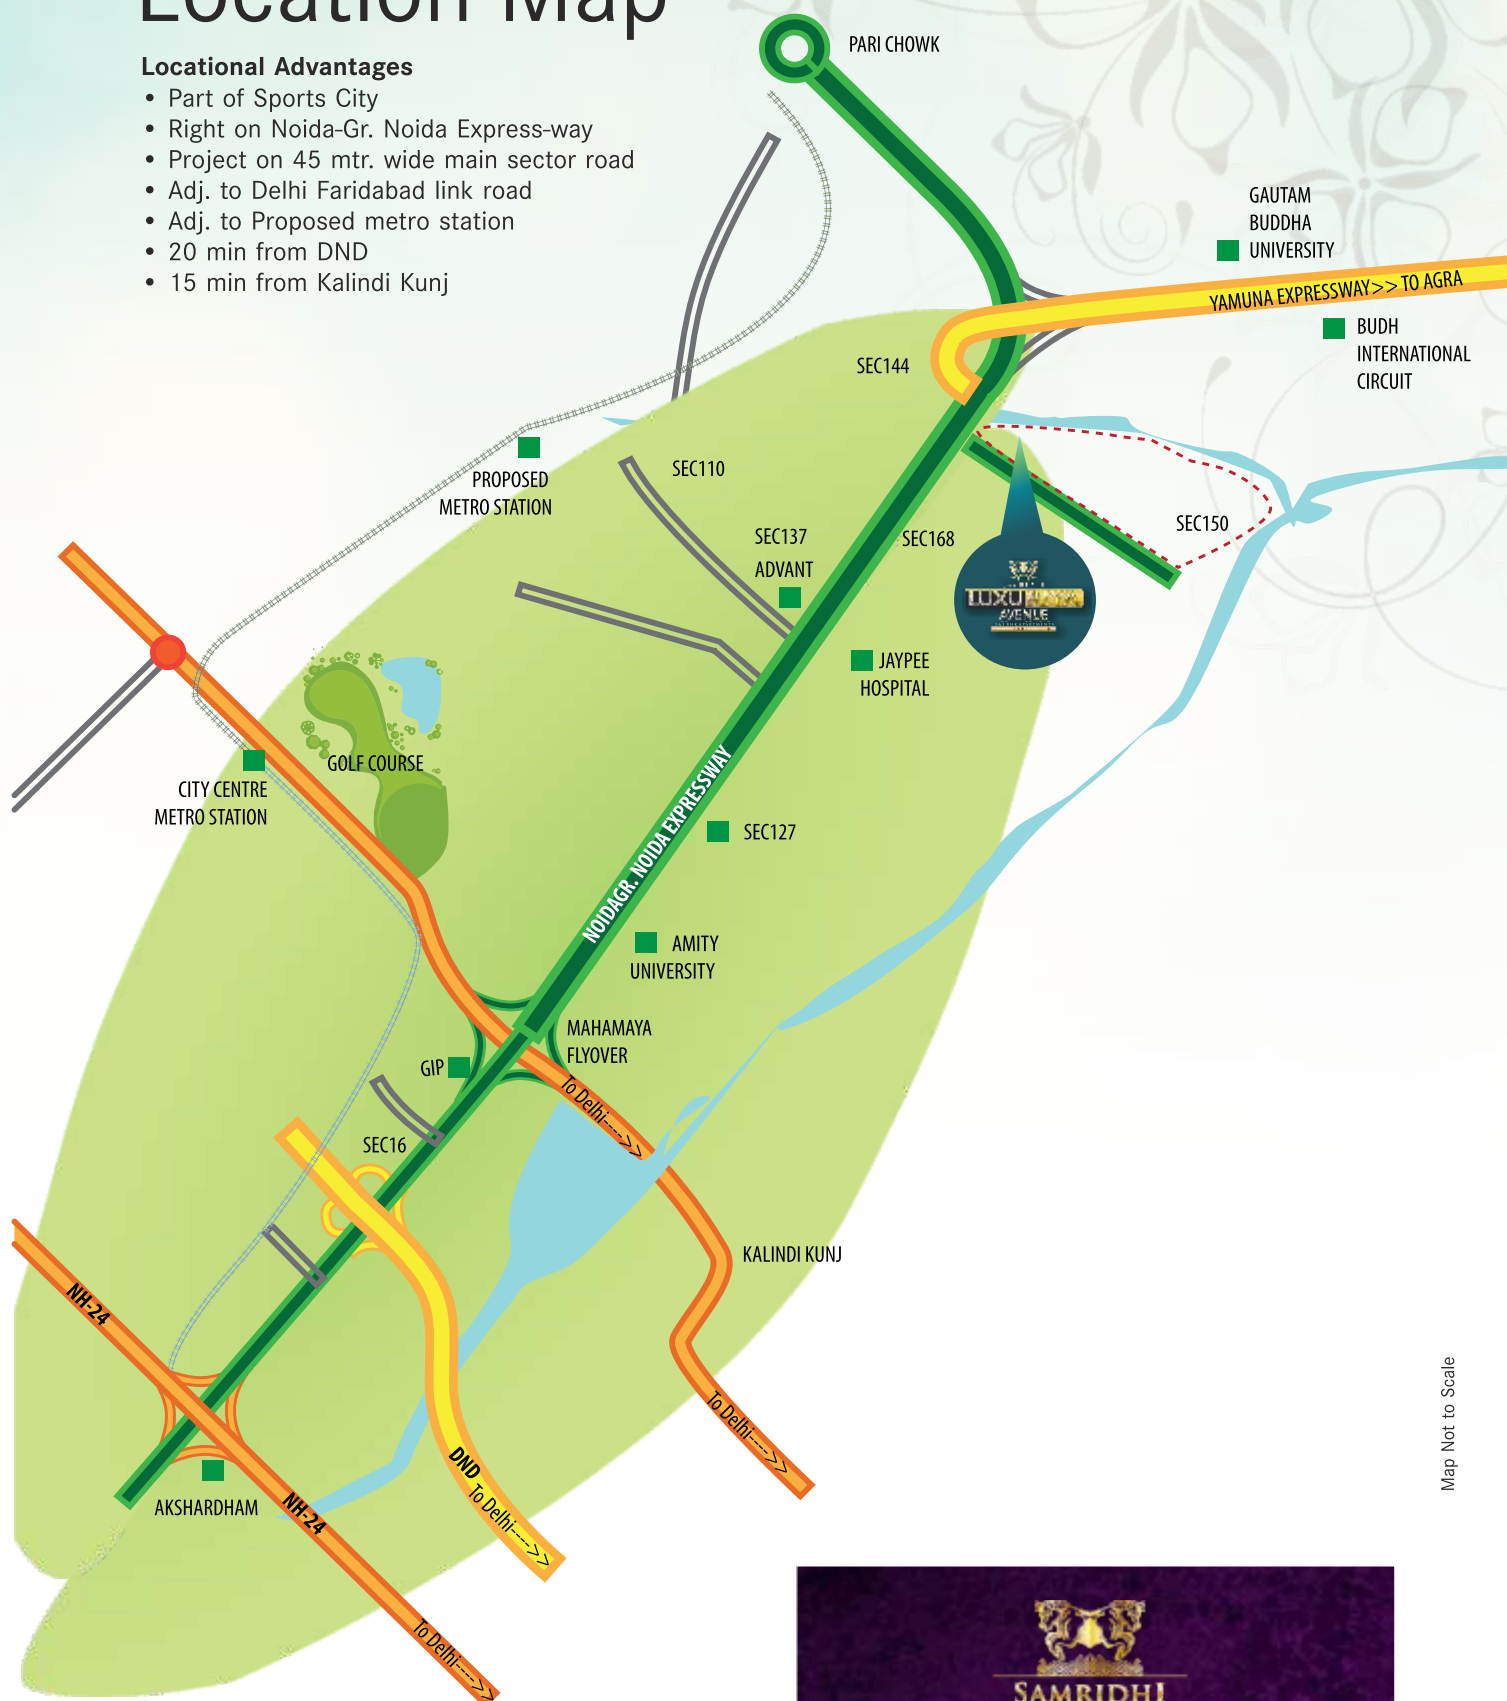 Location Map
Locational Advantages
• Part of Sports City
• Right on Noida-Gr. Noida Express-way
• Project on 45 mtr. wide main sector road
• Adj. to Delhi Faridabad link road
• Adj. to Proposed metro station
• 20 min from DND
• 15 min from Kalindi Kunj
PARI CHOWK
GAUTAM
BUDDHA
UNIVERSITY
YAMUNA EXPRESSWAY>> TO AGRA
BUDH
INTERNATIONAL
CIRCUIT
SEC144
PROPOSED
METRO STATION
SEC110
SEC137
ADVANT
SEC168
SEC150
AVENUE
JAYPEE
HOSPITAL
GOLF COURSE
CITY CENTRE
METRO STATION
NOIDAGR. NOIDA EXPRESSWAY
SEC127
AMITY
UNIVERSITY
MAHAMAYA
FLYOVER
GIP
To Delhi---->>
SEC16
KALINDI KUNJ
NH-24
To Delhi---->>
DND
To Delhi---->>
AKSHARDHAM
NH-24
To Delhi---->>
Map Not to Scale
SAMRIDHI